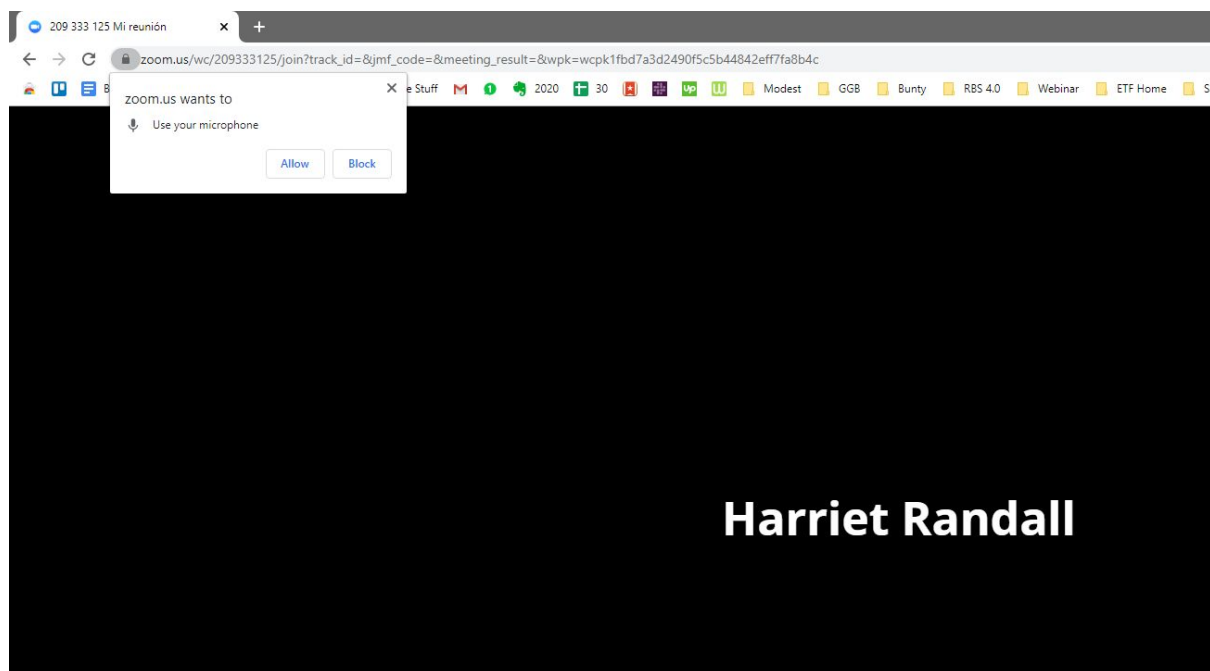 209 333 125 Mi reunión
zoom.us/wc/209333125/join?track_id=&jmf_code=&meeting_result=&wpk=wcpk1fbd7a3d2490f5c5b44842eff7fa8b4c
B e Stuff M 1 2020 30 Up Modest GGB Bunty RBS 4.0 Webinar ETF Home S
zoom.us wants to
Use your microphone
Allow Block
Harriet Randall